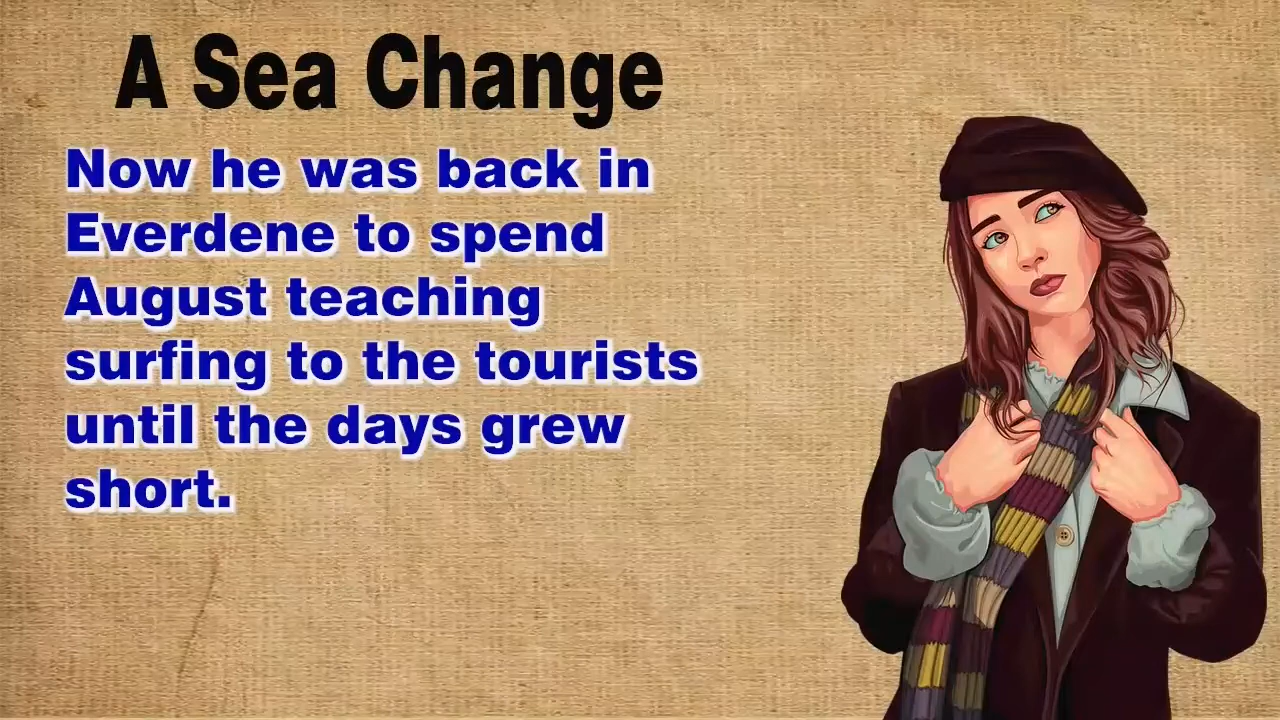 A Sea Change
Now he was back in
Everdene to spend
August teaching
surfing to the tourists
until the days grew
short.